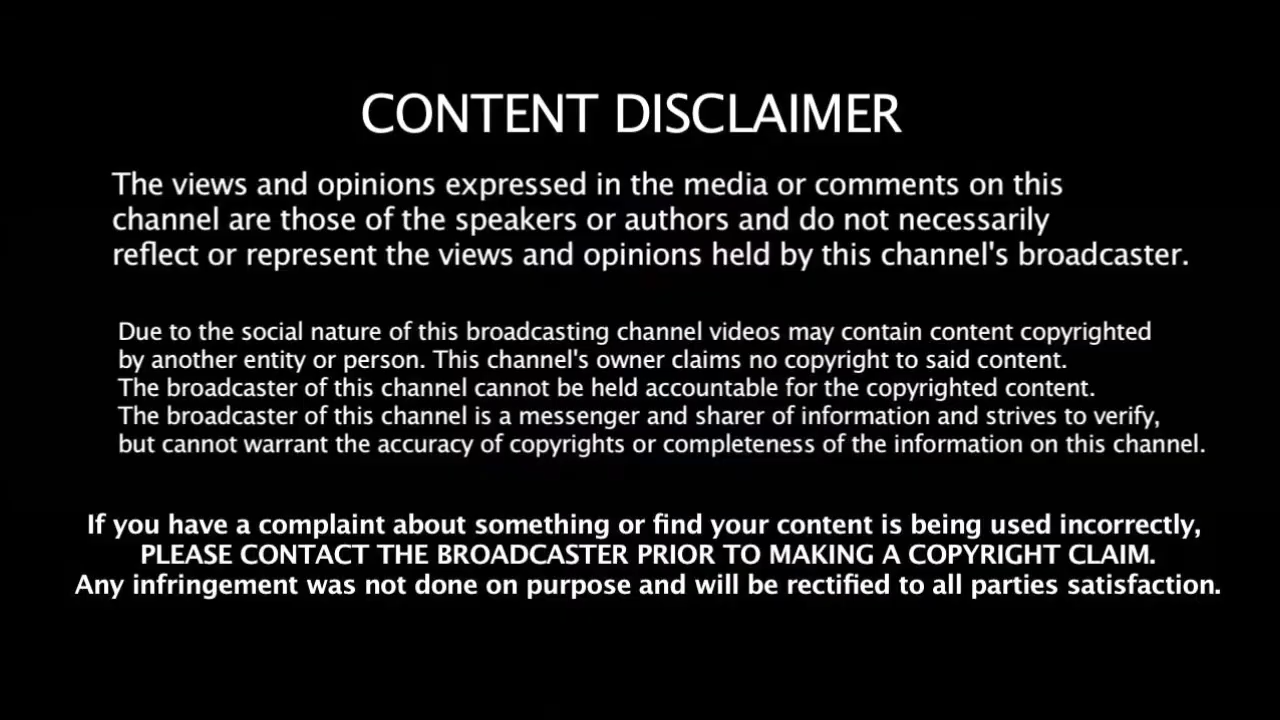 CONTENT DISCLAIMER
The views and opinions expressed in the media or comments on this
channel are those of the speakers or authors and do not necessarily
reflect or represent the views and opinions held by this channel's broadcaster.
Due to the social nature of this broadcasting channel videos may contain content copyrighted
by another entity or person. This channel's owner claims no copyright to said content.
The broadcaster of this channel cannot be held accountable for the copyrighted content.
The broadcaster of this channel is a messenger and sharer of information and strives to verify,
but cannot warrant the accuracy of copyrights or completeness of the information on this channel.
If you have a complaint about something or find your content is being used incorrectly,
PLEASE CONTACT THE BROADCASTER PRIOR TO MAKING A COPYRIGHT CLAIM.
Any infringement was not done on purpose and will be rectified to all parties satisfaction.